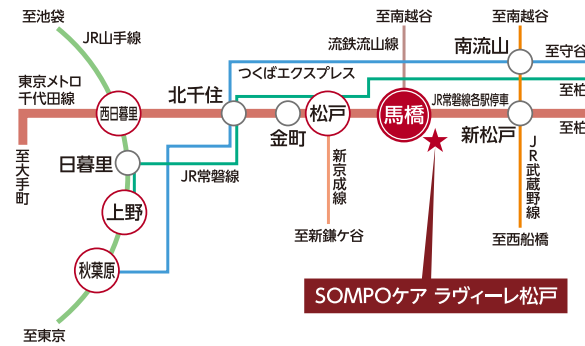 至池袋
JR山手線
至南越谷
至南越谷
流鉄流山線
南流山
至守谷
つくばエクスプレス
東京メトロ
千代田線
北千住
至柏
JR常磐線各駅停車
西日暮里
松戸
馬橋
金町
新松戸
至柏
至大手町
日暮里
JR常磐線
新京成線
JR武蔵野線
上野
至新鎌ケ谷
至西船橋
秋葉原
SOMPOケア ラヴィーレ松戸
至東京